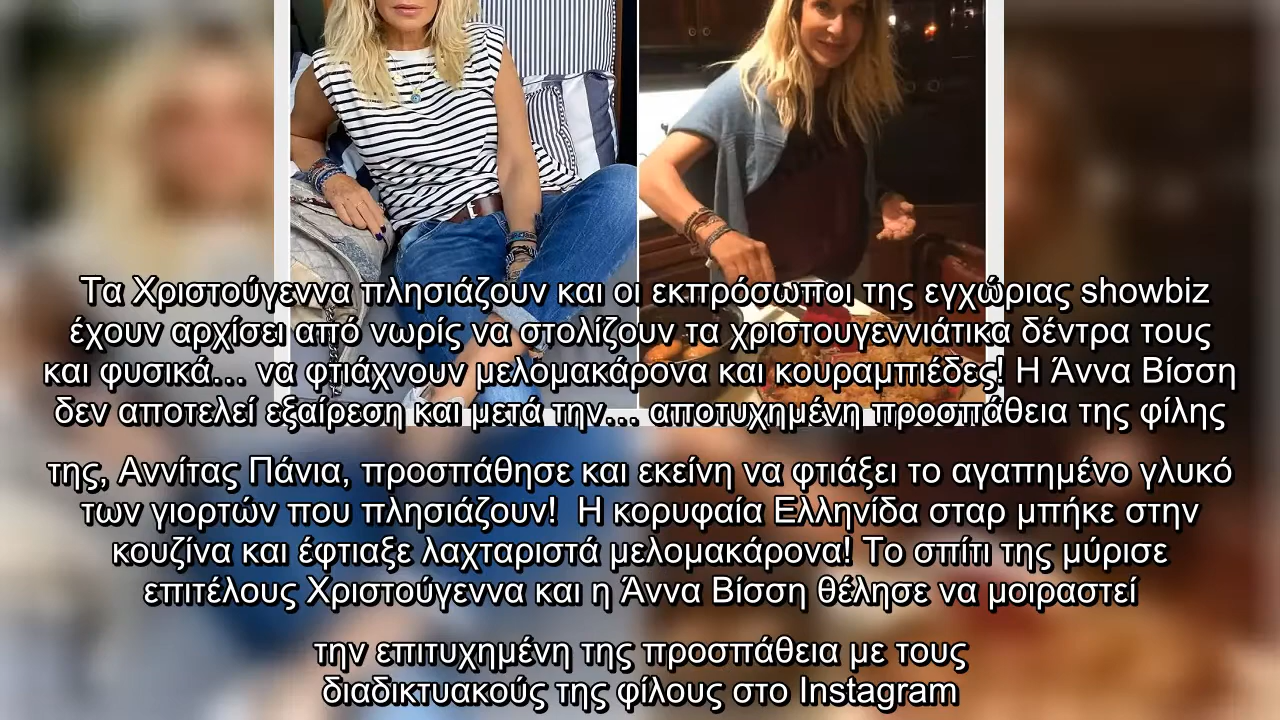 Τα Χριστούγεννα πλησιάζουν και οι εκπρόσωποι της εγχώριας showbiz
έχουν αρχίσει από νωρίς να στολίζουν τα χριστουγεννιάτικα δέντρα τους
και φυσικά... να φτιάχνουν μελομακάρονα και κουραμπιέδες! Η Άννα Βίσση
δεν αποτελεί εξαίρεση και μετά την... αποτυχημένη προσπάθεια της φίλης
της, Αννίτας Πάνια, προσπάθησε και εκείνη να φτιάξει το αγαπημένο γλυκό
των γιορτών που πλησιάζουν!  Η κορυφαία Ελληνίδα σταρ μπήκε στην
κουζίνα και έφτιαξε λαχταριστά μελομακάρονα! Το σπίτι της μύρισε
επιτέλους Χριστούγεννα και η Άννα Βίσση θέλησε να μοιραστεί
την επιτυχημένη της προσπάθεια με τους
διαδικτυακούς της φίλους στο Instagram